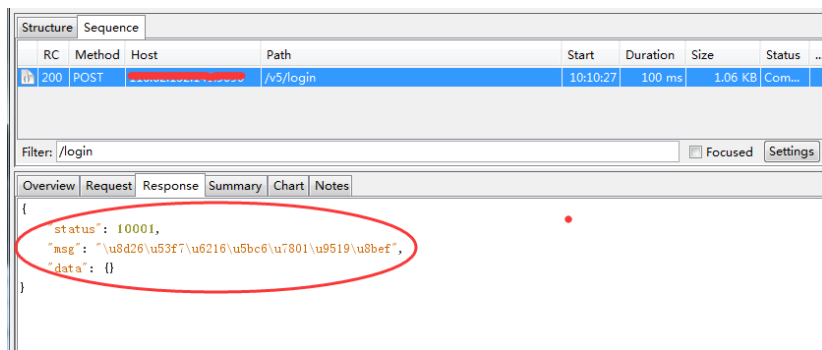 Structure Sequence
RC Method Host Path Start Duration Size Status ...
200 POST /v5/login 10:10:27 100 ms 1.06 KB Com...
Filter: /login Focused Settings
Overview Request Response Summary Chart Notes
{
"status": 10001,
"msg": "\u8d26\u53f7\u6216\u5bc6\u7801\u9519\u8bef",
"data": {}
}